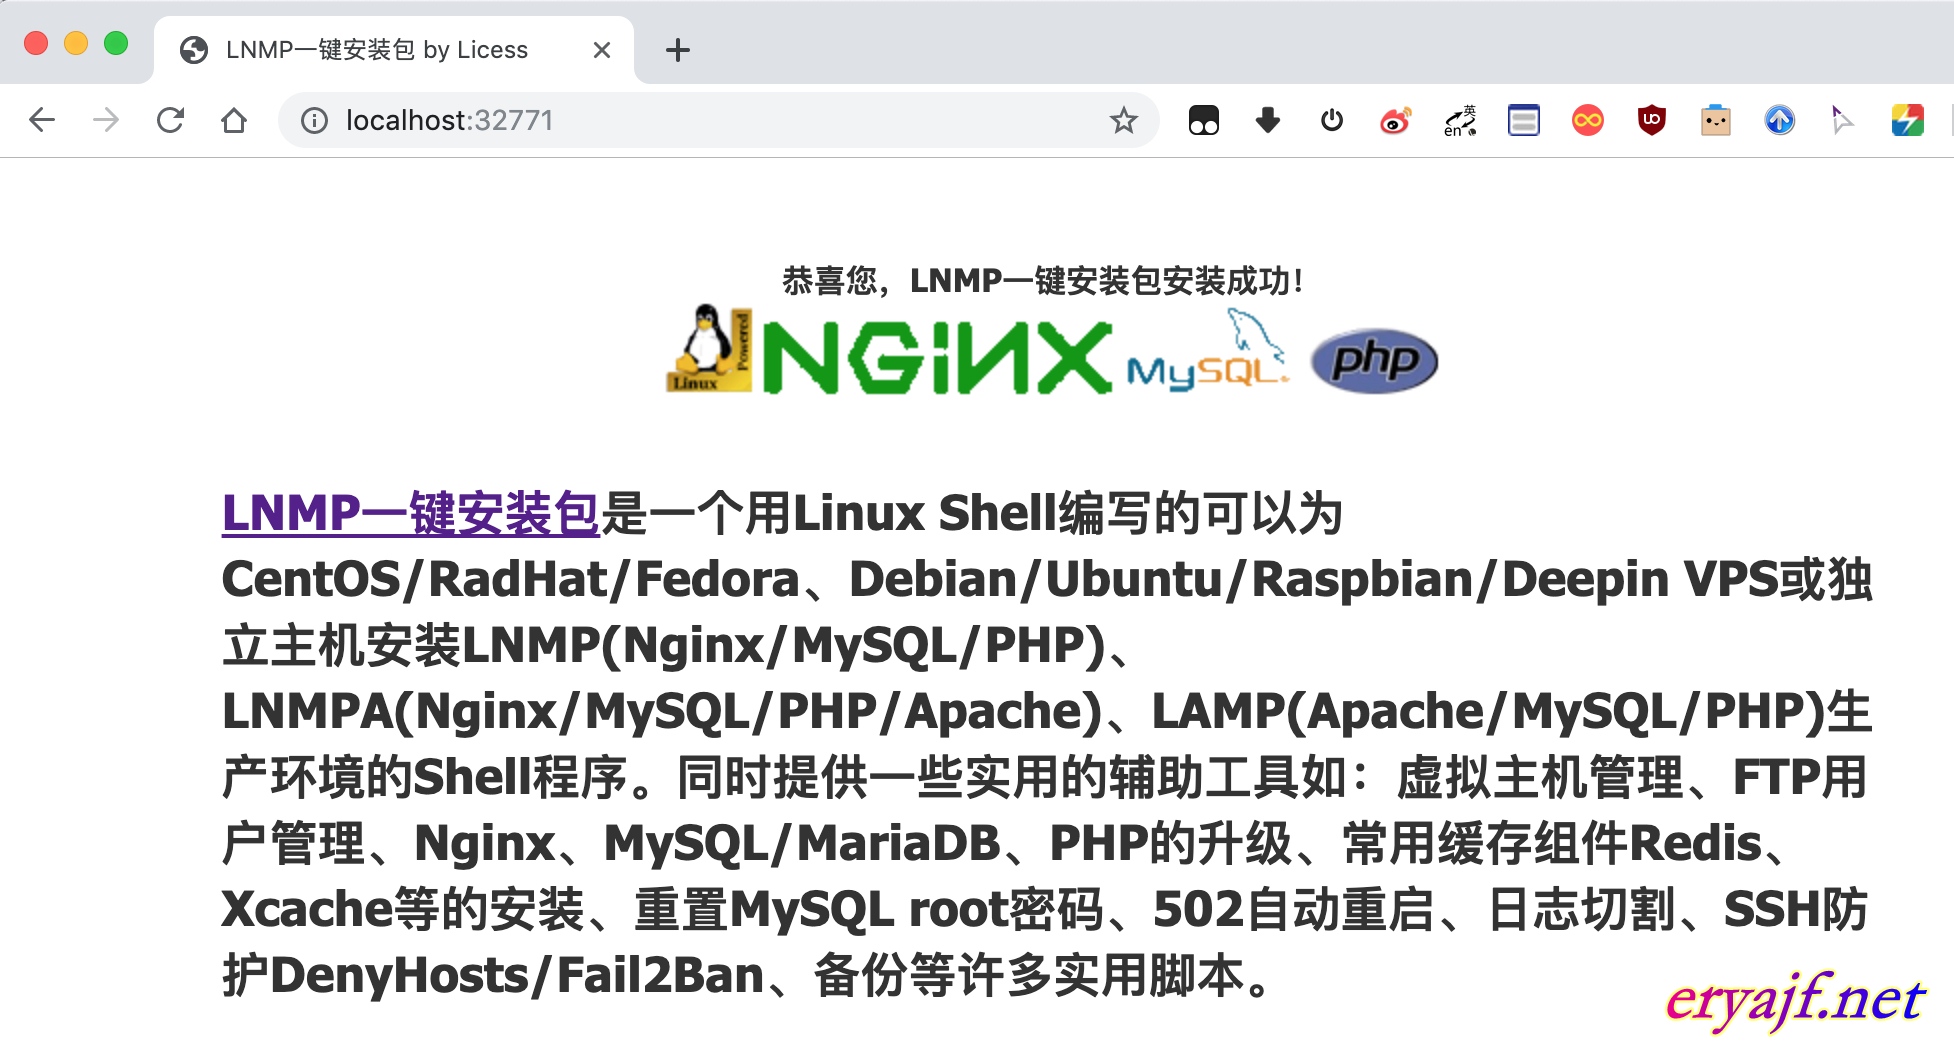 LNMP一键安装包 by Licess
localhost:32771
英
en
恭喜您，LNMP一键安装包安装成功！
Linux Powered NGiNX MySQL php
LNMP一键安装包是一个用Linux Shell编写的可以为
CentOS/RadHat/Fedora、Debian/Ubuntu/Raspbian/Deepin VPS或独
立主机安装LNMP(Nginx/MySQL/PHP)、
LNMPA(Nginx/MySQL/PHP/Apache)、LAMP(Apache/MySQL/PHP)生
产环境的Shell程序。同时提供一些实用的辅助工具如：虚拟主机管理、FTP用
户管理、Nginx、MySQL/MariaDB、PHP的升级、常用缓存组件Redis、
Xcache等的安装、重置MySQL root密码、502自动重启、日志切割、SSH防
护DenyHosts/Fail2Ban、备份等许多实用脚本。
eryajf.net